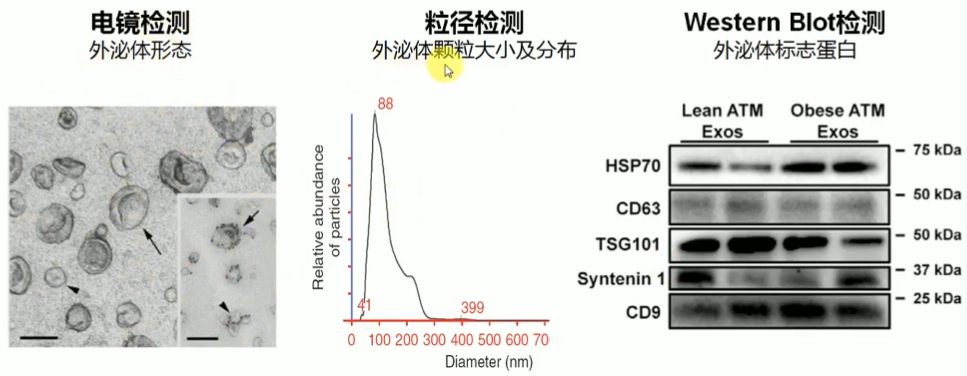 电镜检测
外泌体形态
粒径检测
外泌体颗粒大小及分布
88
41
399
Relative abundance
of particles
0 100 200 300 400 500 600 70
Diameter (nm)
Western Blot检测
外泌体标志蛋白
Lean ATM
Exos
Obese ATM
Exos
HSP70
CD63
TSG101
Syntenin 1
CD9
75 kDa
50 kDa
50 kDa
37 kDa
25 kDa